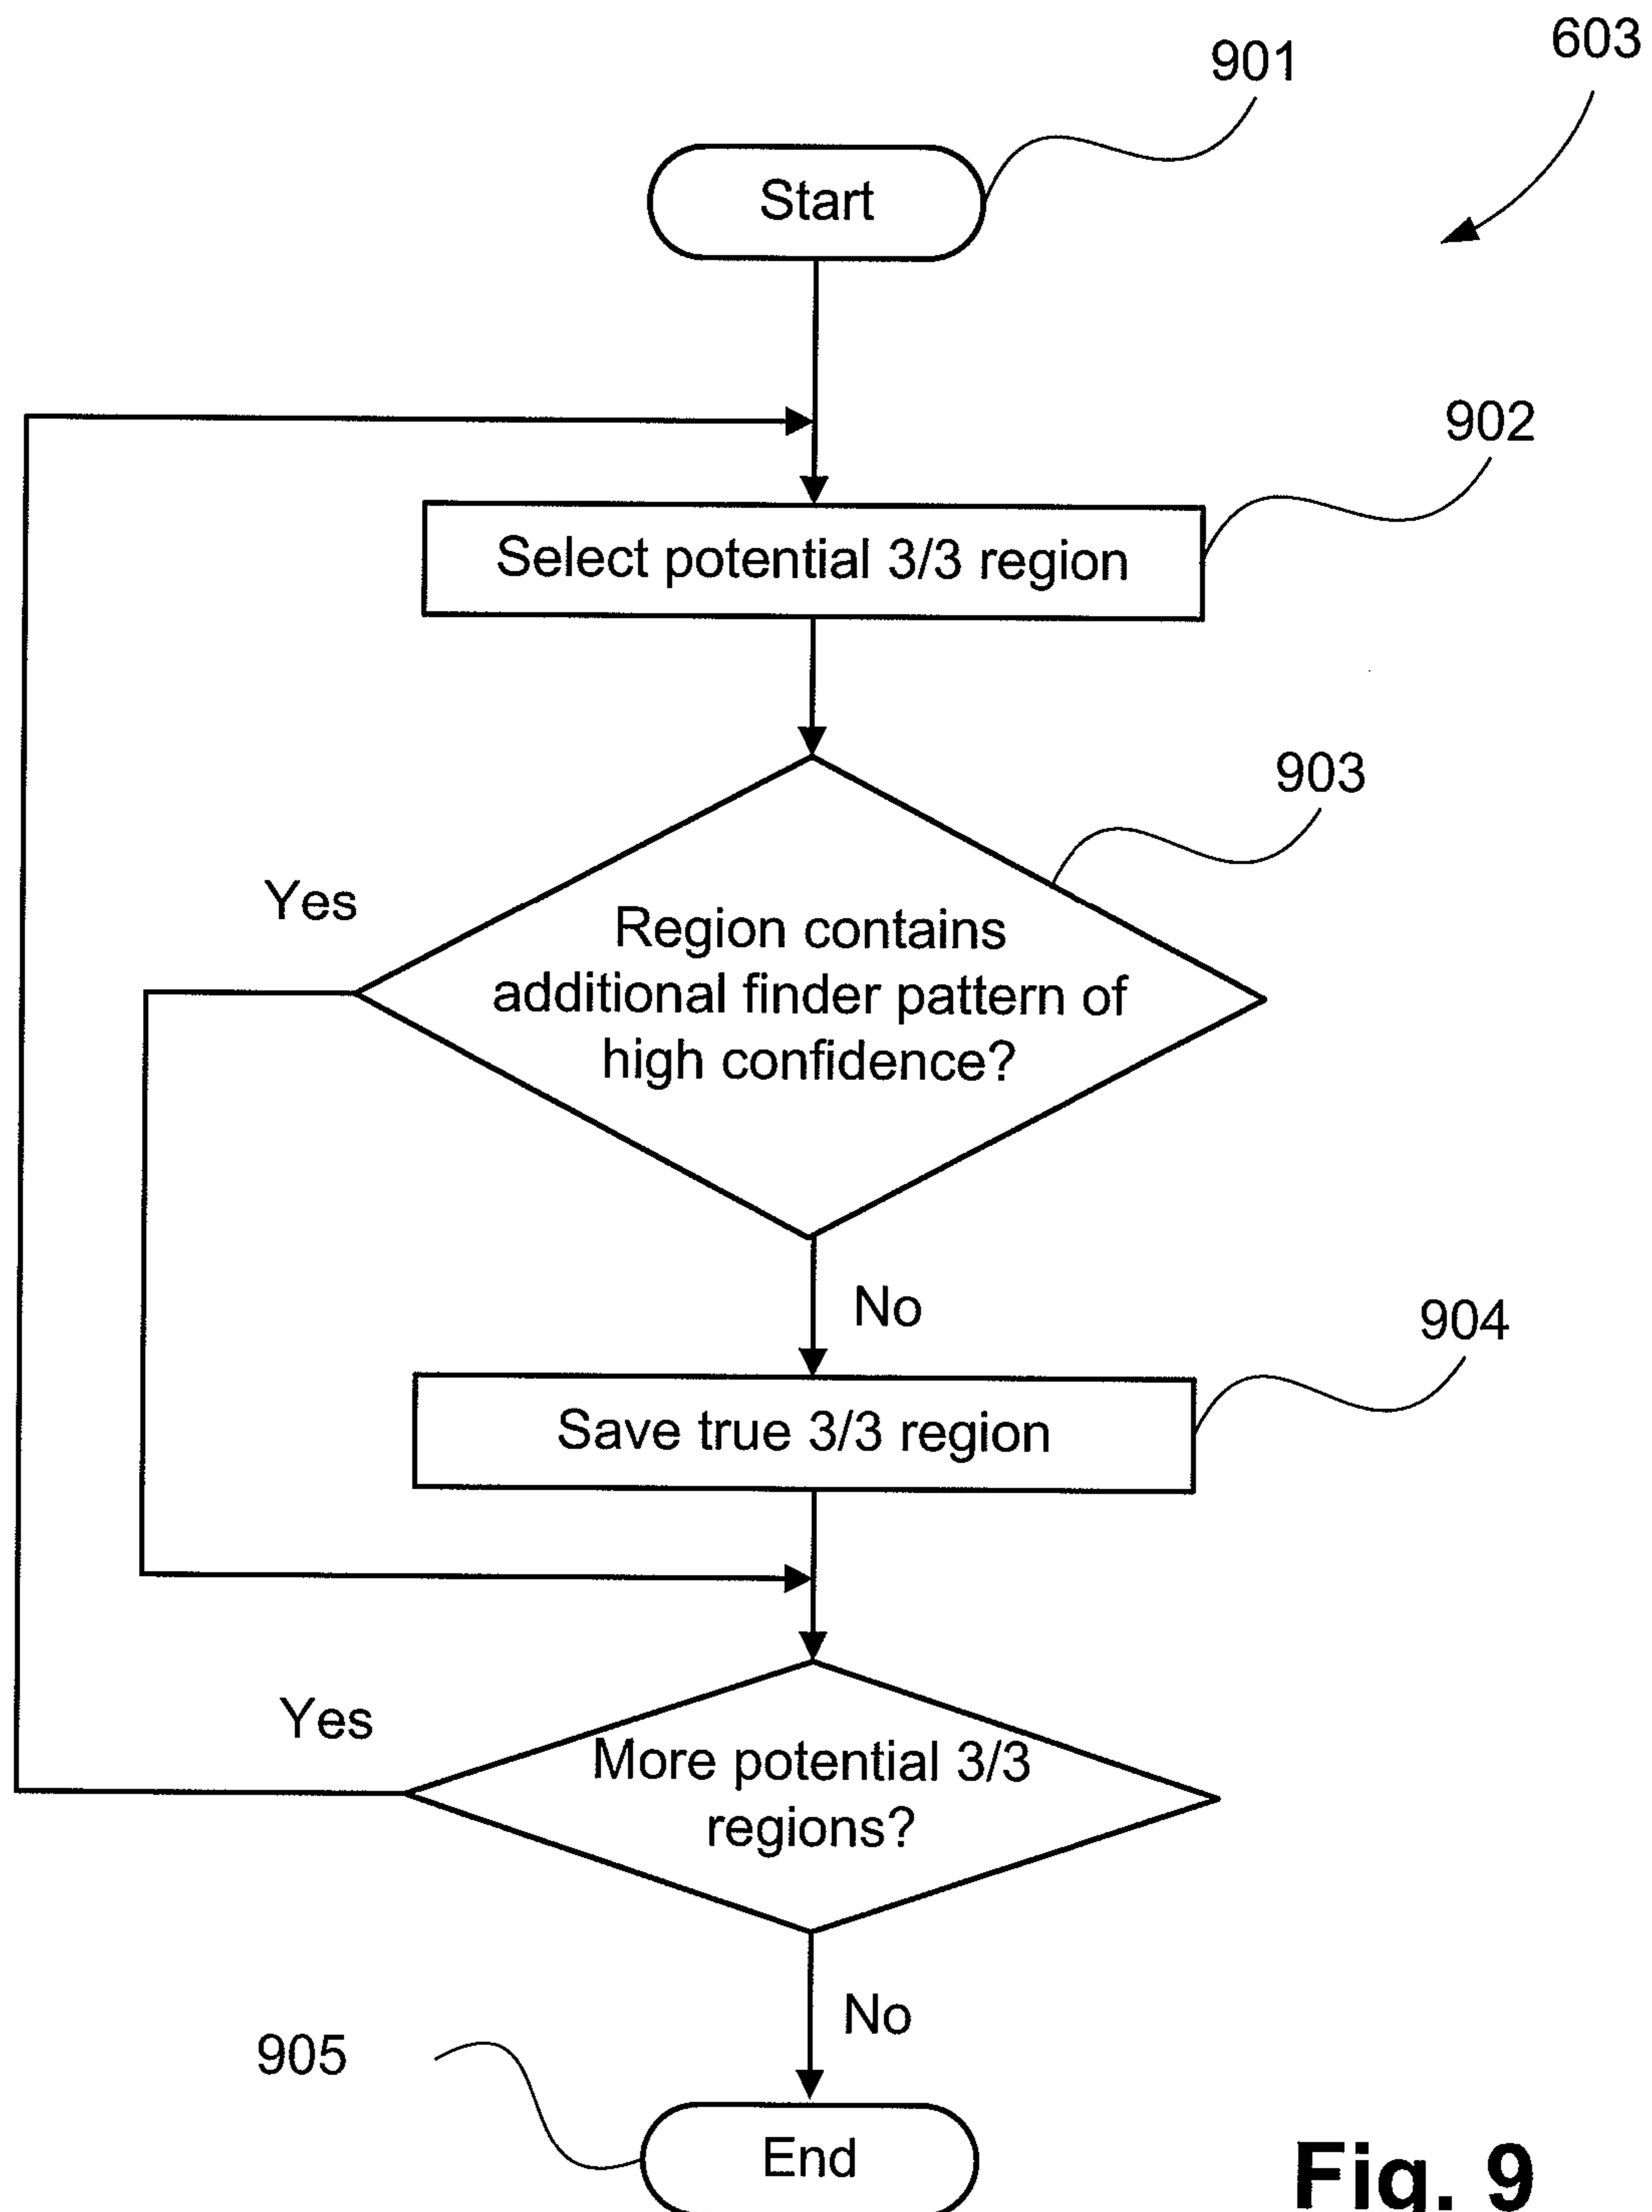 603
901
Start
902
Select potential 3/3 region
903
Yes
Region contains
additional finder pattern of
high confidence?
No
904
Save true 3/3 region
Yes
More potential 3/3
regions?
No
905
End
Fig. 9